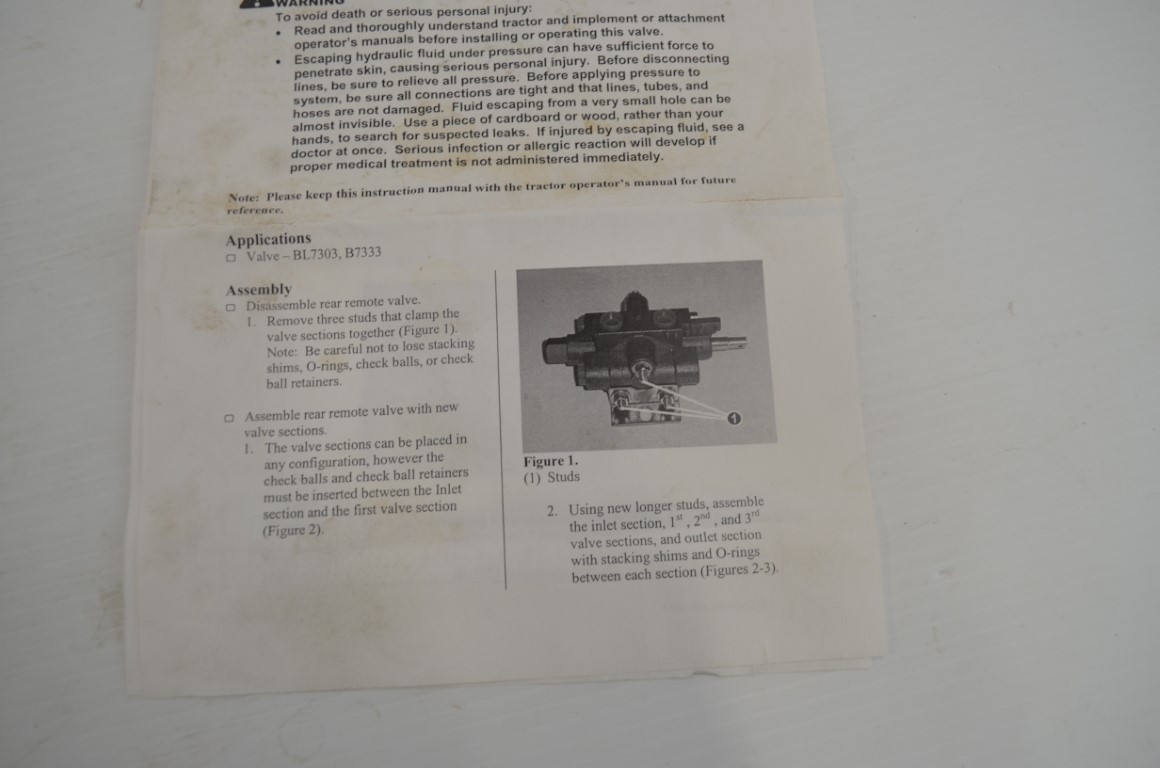 WARNING
To avoid death or serious personal injury:
• Read and thoroughly understand tractor and implement or attachment
operator's manuals before installing or operating this valve.
• Escaping hydraulic fluid under pressure can have sufficient force to
penetrate skin, causing serious personal injury. Before disconnecting
lines, be sure to relieve all pressure. Before applying pressure to
system, be sure all connections are tight and that lines, tubes, and
hoses are not damaged. Fluid escaping from a very small hole can be
almost invisible. Use a piece of cardboard or wood, rather than your
hands, to search for suspected leaks. If injured by escaping fluid, see a
doctor at once. Serious infection or allergic reaction will develop if
proper medical treatment is not administered immediately.
Note: Please keep this instruction manual with the tractor operator's manual for future
reference.
Applications
Valve – BL7303, B7333
Assembly
Disassemble rear remote valve.
1. Remove three studs that clamp the
valve sections together (Figure 1).
Note: Be careful not to lose stacking
shims, O-rings, check balls, or check
ball retainers.
Assemble rear remote valve with new
valve sections.
1. The valve sections can be placed in
any configuration, however the
check balls and check ball retainers
must be inserted between the Inlet
section and the first valve section
(Figure 2).
1
Figure 1.
(1) Studs
2. Using new longer studs, assemble
the inlet section, 1st, 2nd, and 3rd
valve sections, and outlet section
with stacking shims and O-rings
between each section (Figures 2-3).